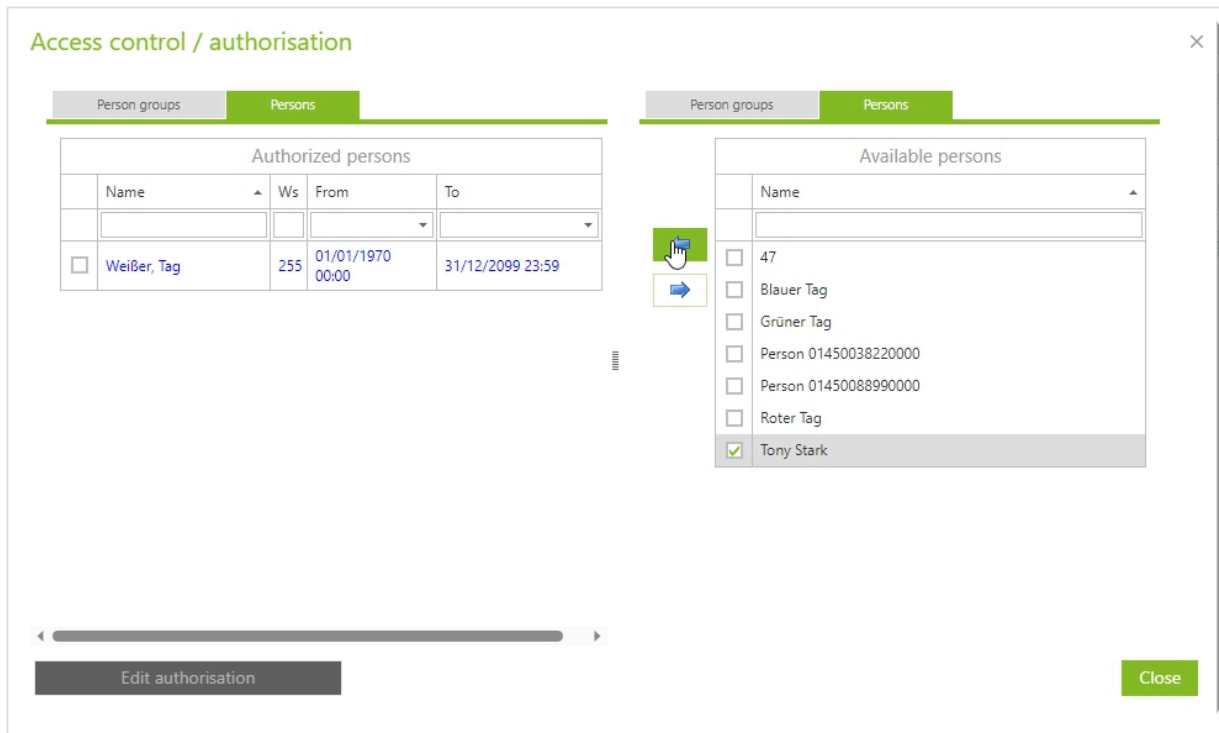 Access control / authorisation
Person groups
Persons
Authorized persons
Name
Ws
From
To
Weißer, Tag
255
01/01/1970
00:00
31/12/2099 23:59
Edit authorisation
Person groups
Persons
Available persons
Name
47
Blauer Tag
Grüner Tag
Person 01450038220000
Person 01450088990000
Roter Tag
Tony Stark
Close